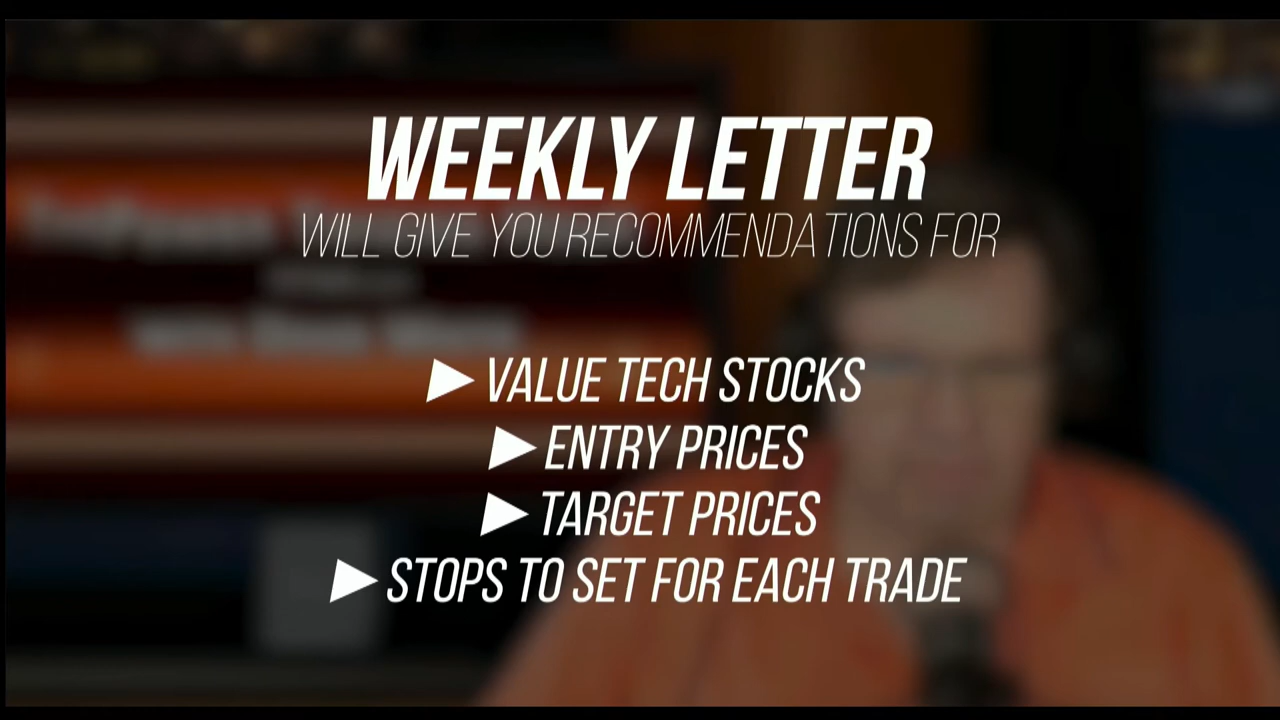 WEEKLY LETTER
WILL GIVE YOU RECOMMENDATIONS FOR
▶ VALUE TECH STOCKS
▶ ENTRY PRICES
▶ TARGET PRICES
▶ STOPS TO SET FOR EACH TRADE